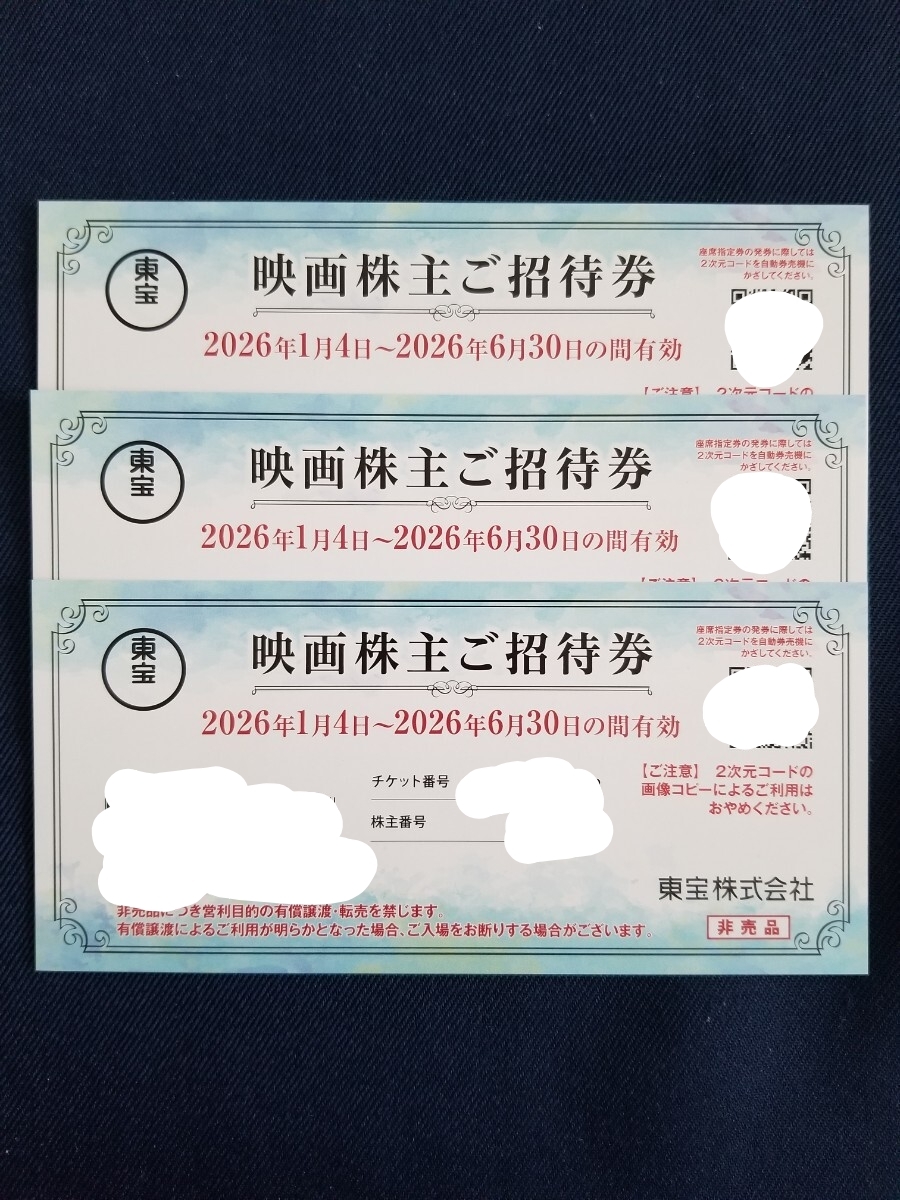 東宝
映画株主ご招待券
2026年1月4日～2026年6月30日の間有効
座席指定券の発券に際しては
2次元コードを自動券売機に
かざしてください。
【ご注意】 2次元コードの
東宝
映画株主ご招待券
2026年1月4日～2026年6月30日の間有効
座席指定券の発券に際しては
2次元コードを自動券売機に
かざしてください。
【ご注意】 2次元コードの
東宝
映画株主ご招待券
2026年1月4日～2026年6月30日の間有効
座席指定券の発券に際しては
2次元コードを自動券売機に
かざしてください。
チケット番号
株主番号
【ご注意】 2次元コードの
画像コピーによるご利用は
おやめください。
東宝株式会社
非売品につき営利目的の有償譲渡・転売を禁じます。
有償譲渡によるご利用が明らかとなった場合、ご入場をお断りする場合がございます。
非売品